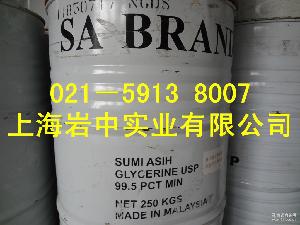 SA BRAND
021-5913 8007
上海岩中实业有限公司
SUMI ASIH
GLYCERINE USP
99.5 PCT MIN
NET 250 KGS
MADE IN MALAYSIA